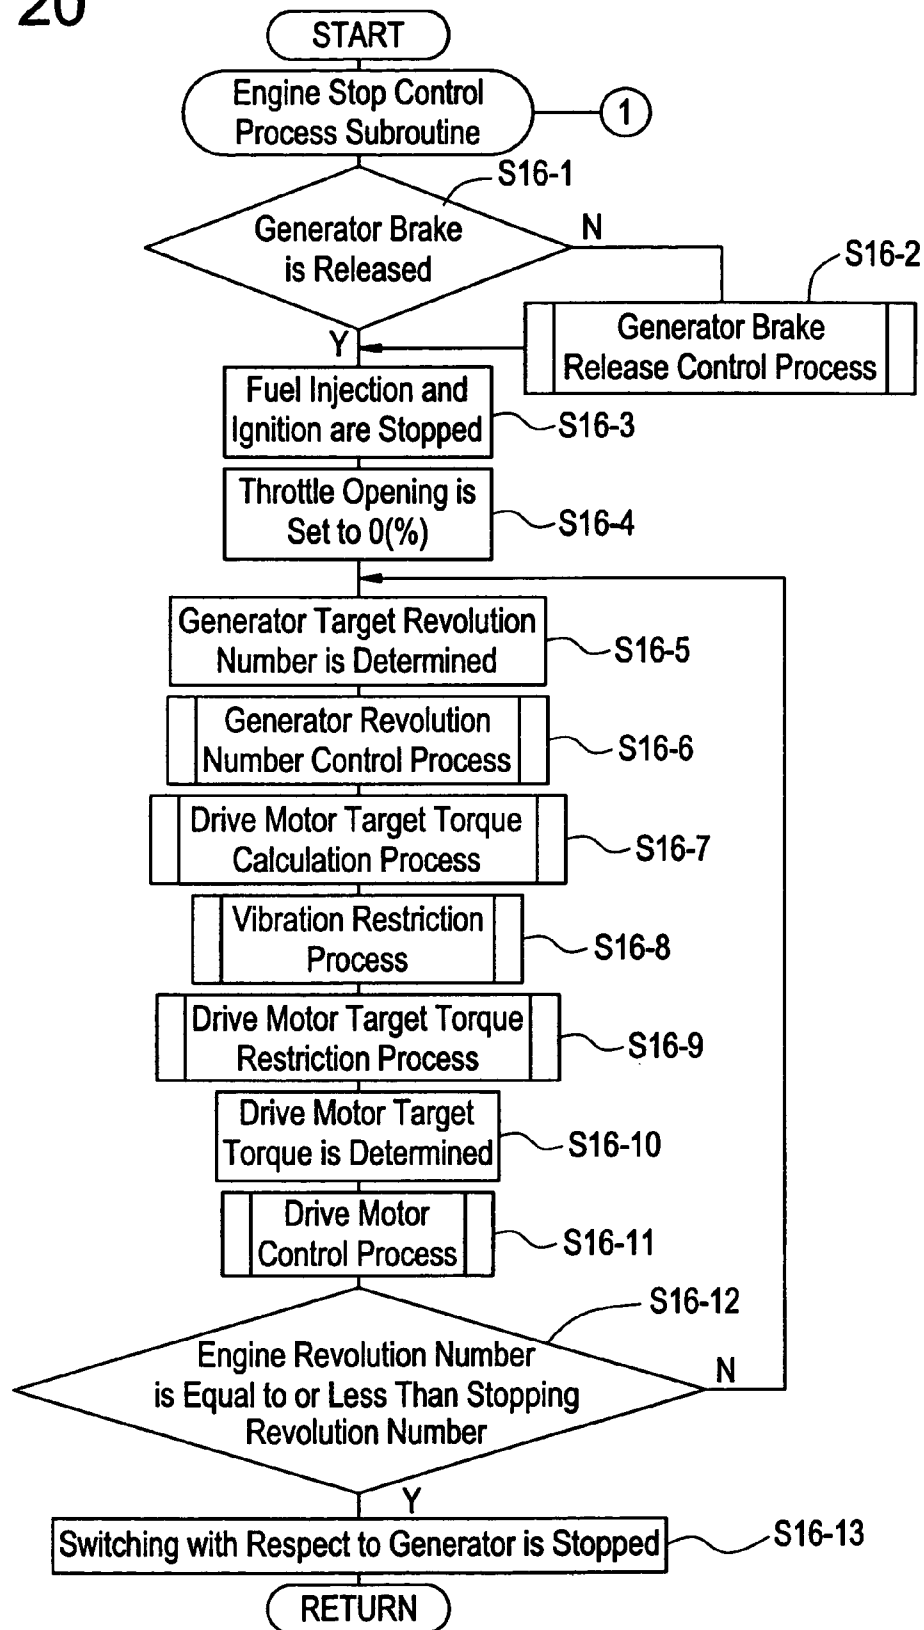 20
START
Engine Stop Control
Process Subroutine
1
S16-1
Generator Brake
is Released
N
S16-2
Generator Brake
Release Control Process
Y
Fuel Injection and
Ignition are Stopped
S16-3
Throttle Opening is
Set to 0(%)
S16-4
Generator Target Revolution
Number is Determined
S16-5
Generator Revolution
Number Control Process
S16-6
Drive Motor Target Torque
Calculation Process
S16-7
Vibration Restriction
Process
S16-8
Drive Motor Target Torque
Restriction Process
S16-9
Drive Motor Target
Torque is Determined
S16-10
Drive Motor
Control Process
S16-11
S16-12
Engine Revolution Number
is Equal to or Less Than Stopping
Revolution Number
N
Y
Switching with Respect to Generator is Stopped
S16-13
RETURN